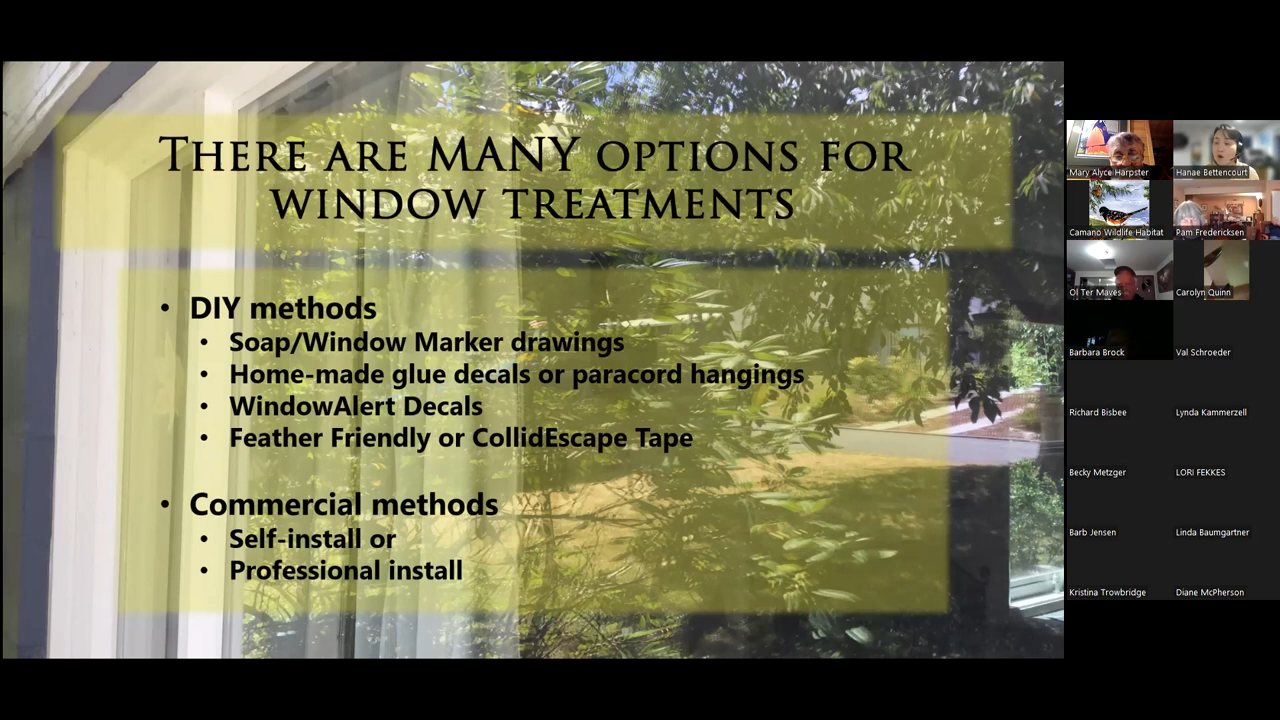 THERE ARE MANY OPTIONS FOR
WINDOW TREATMENTS
• DIY methods
• Soap/Window Marker drawings
• Home-made glue decals or paracord hangings
• WindowAlert Decals
• Feather Friendly or CollidEscape Tape
• Commercial methods
• Self-install or
• Professional install
Mary Alyce Harpster
Hanae Bettencourt
Camano Wildlife Habitat
Pam Fredericksen
Ol Ter Maves
Carolyn Quinn
Barbara Brock
Val Schroeder
Richard Bisbee
Lynda Kammerzell
Becky Metzger
LORI FEKKES
Barb Jensen
Linda Baumgartner
Kristina Trowbridge
Diane McPherson